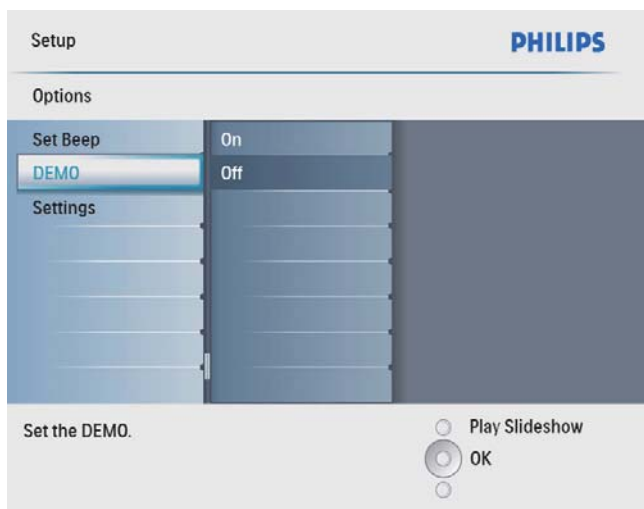 Setup
PHILIPS
Options
Set Beep
On
DEMO
Off
Settings
Set the DEMO.
Play Slideshow
OK